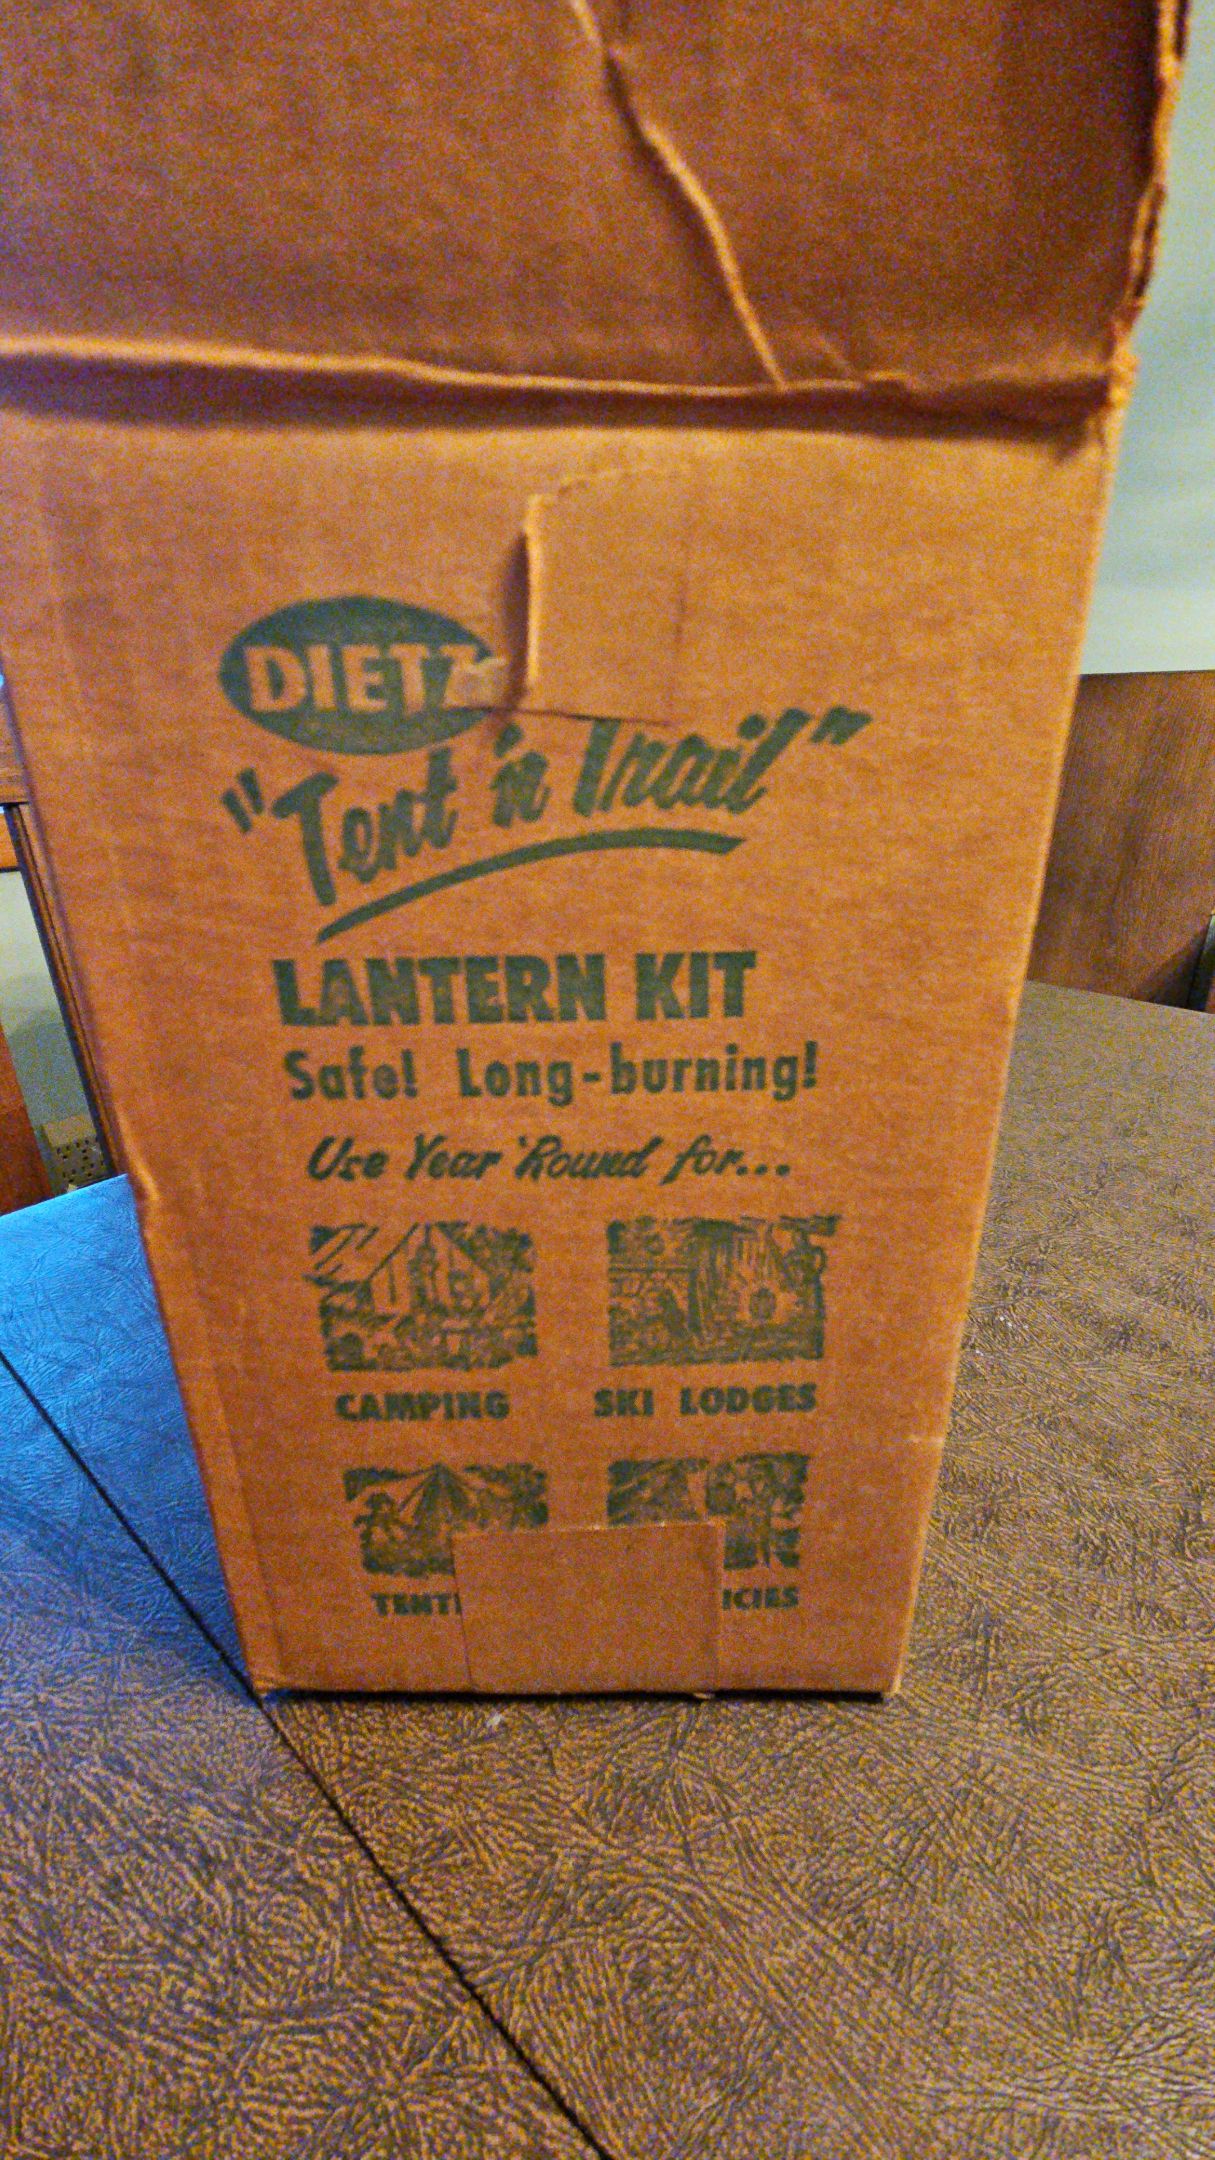 DIETZ
"Tent 'n Trail"
LANTERN KIT
Safe! Long-burning!
Use Year 'Round for...
CAMPING SKI LODGES